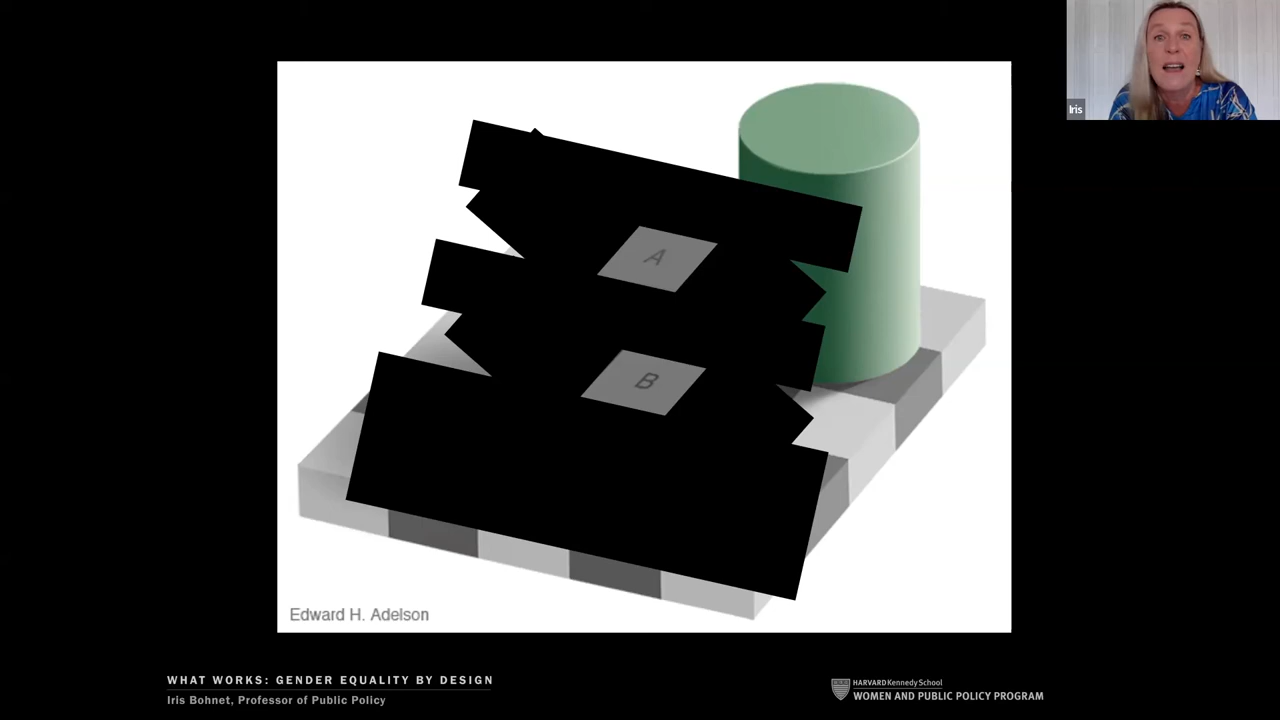 Iris
A
B
Edward H. Adelson
WHAT WORKS: GENDER EQUALITY BY DESIGN
Iris Bohnet, Professor of Public Policy
HARVARD Kennedy School
WOMEN AND PUBLIC POLICY PROGRAM